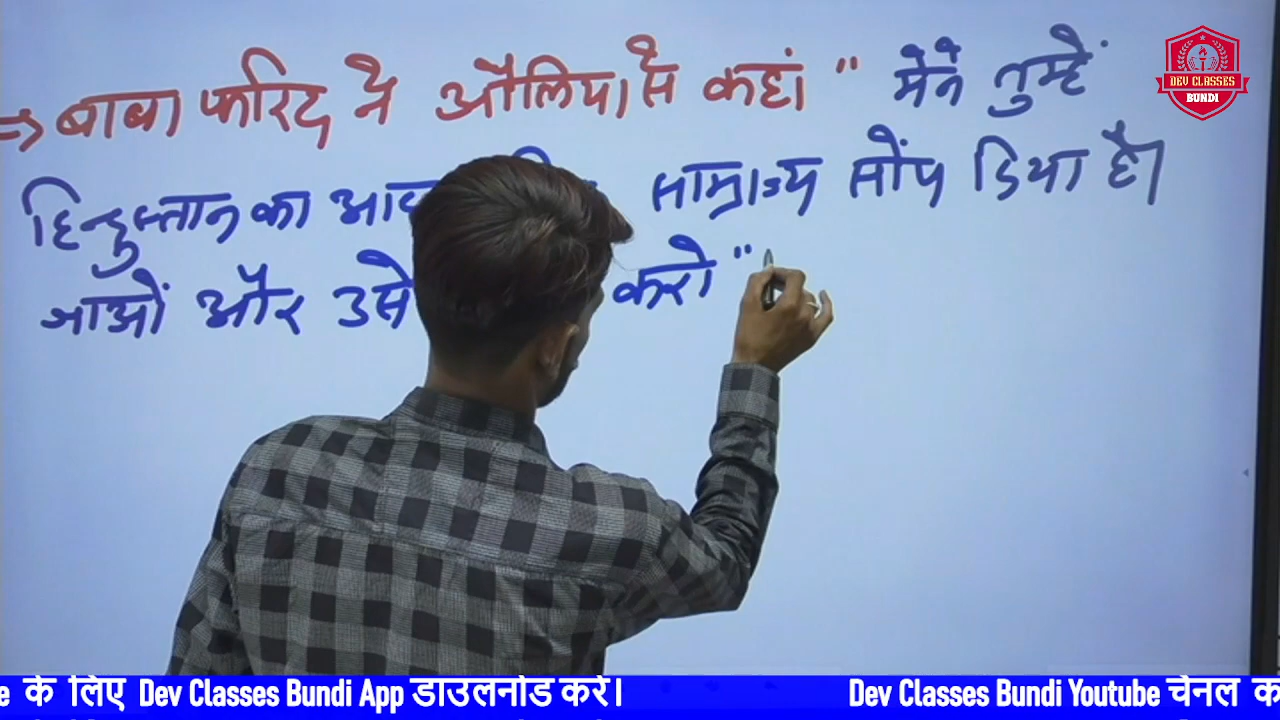 ⇒ बाबा फरिद ने औलिया से कहां " मेने तुम्हें
हिन्दुस्तान का साम्राज्य सोंप दिया है।
जाओं और उसे करो "
DEV CLASSES
BUNDI
के लिए Dev Classes Bundi App डाउलनोड करें।
Dev Classes Bundi Youtube चेनल